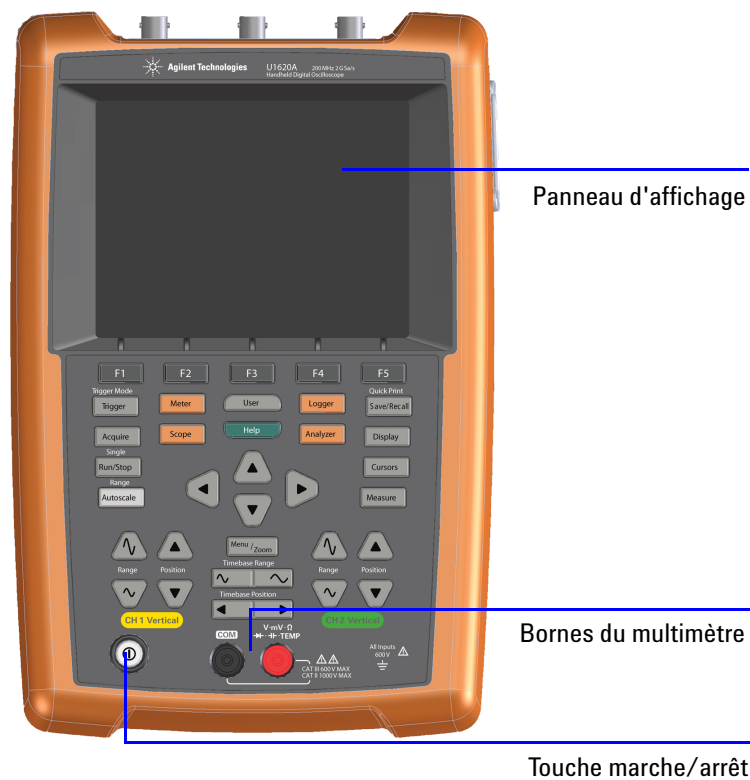 Agilent Technologies U1620A 200 MHz 2 GSa/s
Handheld Digital Oscilloscope
Panneau d'affichage
F1 F2 F3 F4 F5
Trigger Mode Quick Print
Trigger Meter User Logger Save/Recall
Acquire Scope Help Analyzer Display
Single
Run/Stop Cursors
Range
Autoscale Measure
Menu/Zoom
Range Position Timebase Range Range Position
Timebase Position
CH 1 Vertical CH 2 Vertical
Bornes du multimètre
COM V·mV·Ω
TEMP
All Inputs
600 V
CAT III 600 V MAX
CAT II 1000 V MAX
Touche marche/arrêt